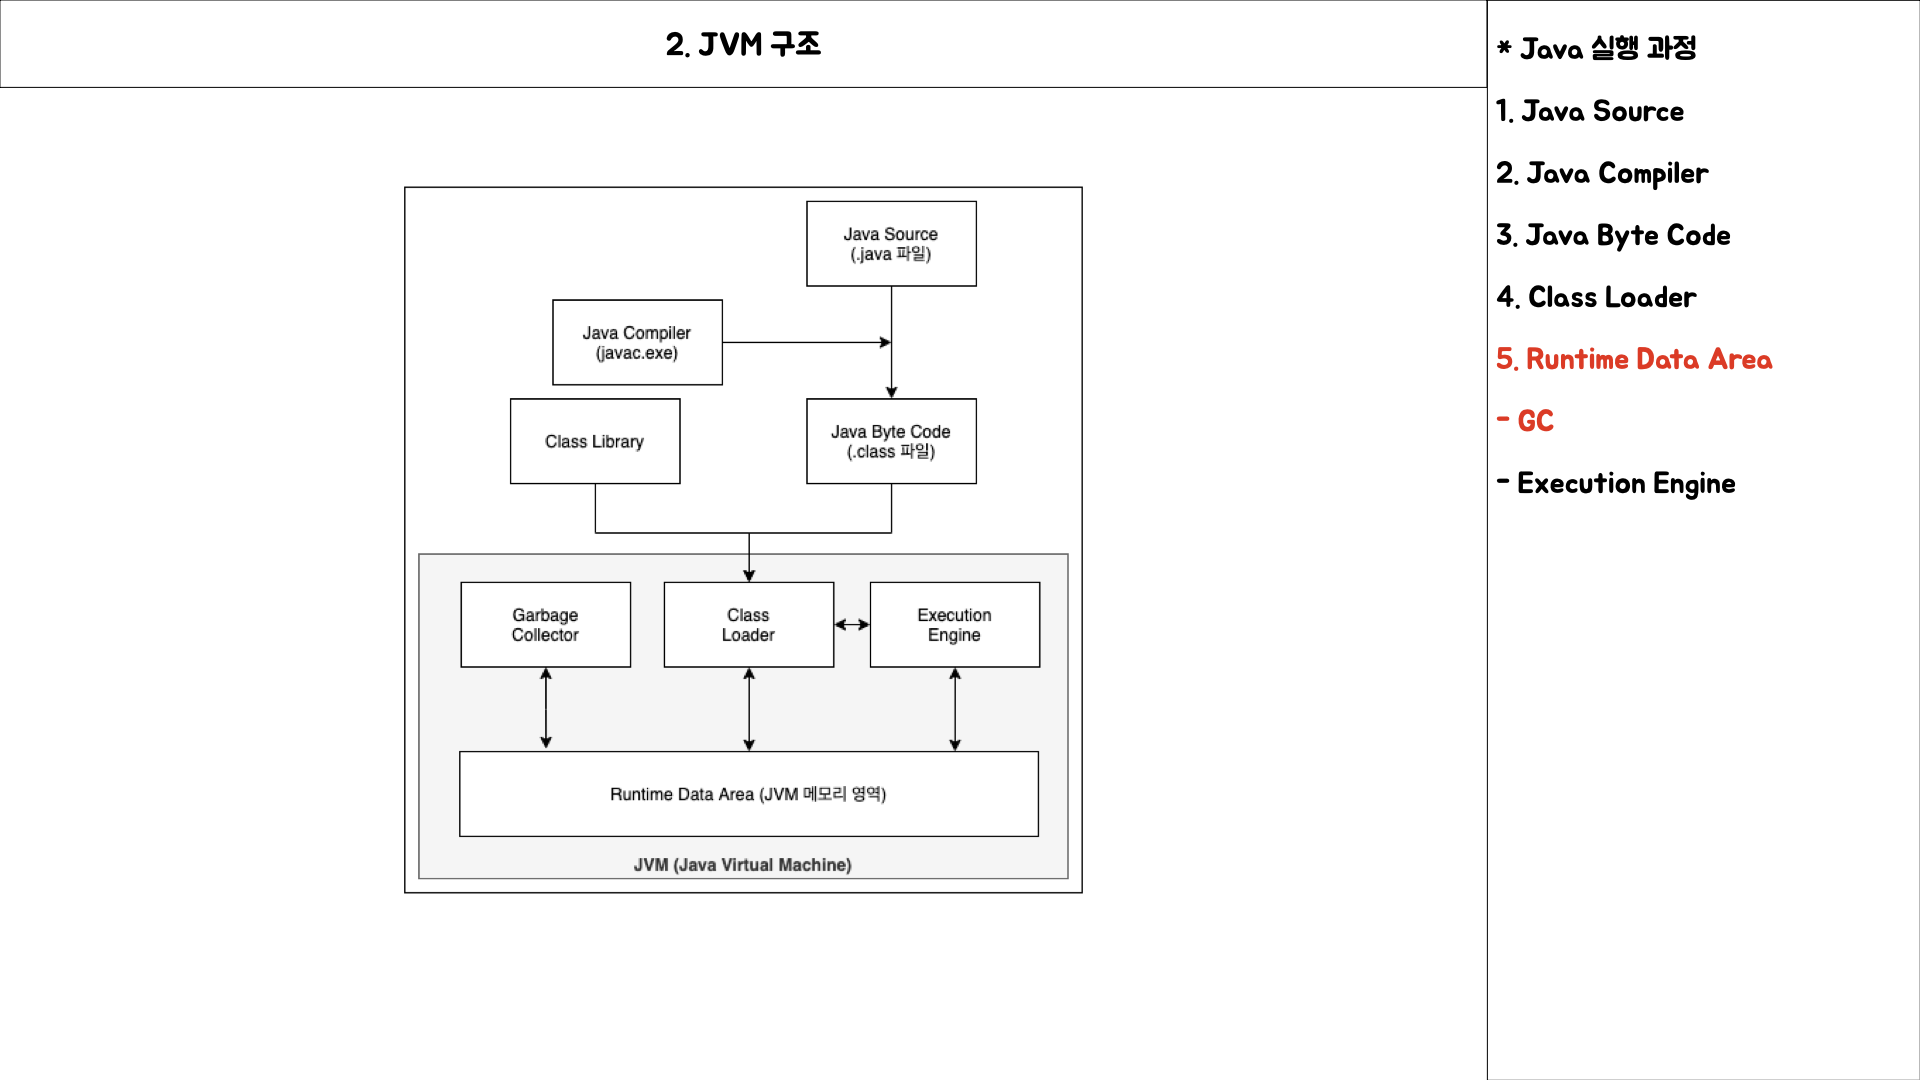 2. JVM 구조
Java Source
(.java 파일)
Java Compiler
(javac.exe)
Class Library
Java Byte Code
(.class 파일)
Garbage
Collector
Class
Loader
Execution
Engine
Runtime Data Area (JVM 메모리 영역)
JVM (Java Virtual Machine)
* Java 실행 과정
1. Java Source
2. Java Compiler
3. Java Byte Code
4. Class Loader
5. Runtime Data Area
- GC
- Execution Engine